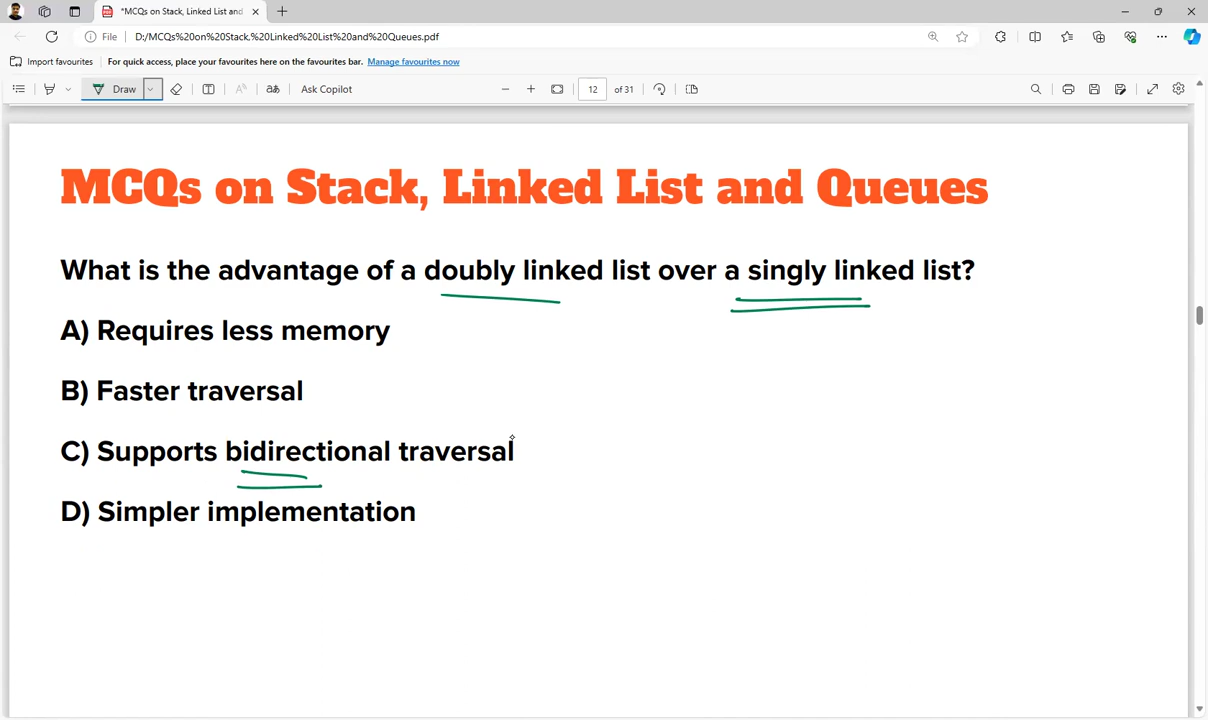 *MCQs on Stack, Linked List and
File D:/MCQs%20on%20Stack,%20Linked%20List%20and%20Queues.pdf
Import favourites For quick access, place your favourites here on the favourites bar. Manage favourites now
Draw Ask Copilot 12 of 31
MCQs on Stack, Linked List and Queues
What is the advantage of a doubly linked list over a singly linked list?
A) Requires less memory
B) Faster traversal
C) Supports bidirectional traversal
D) Simpler implementation